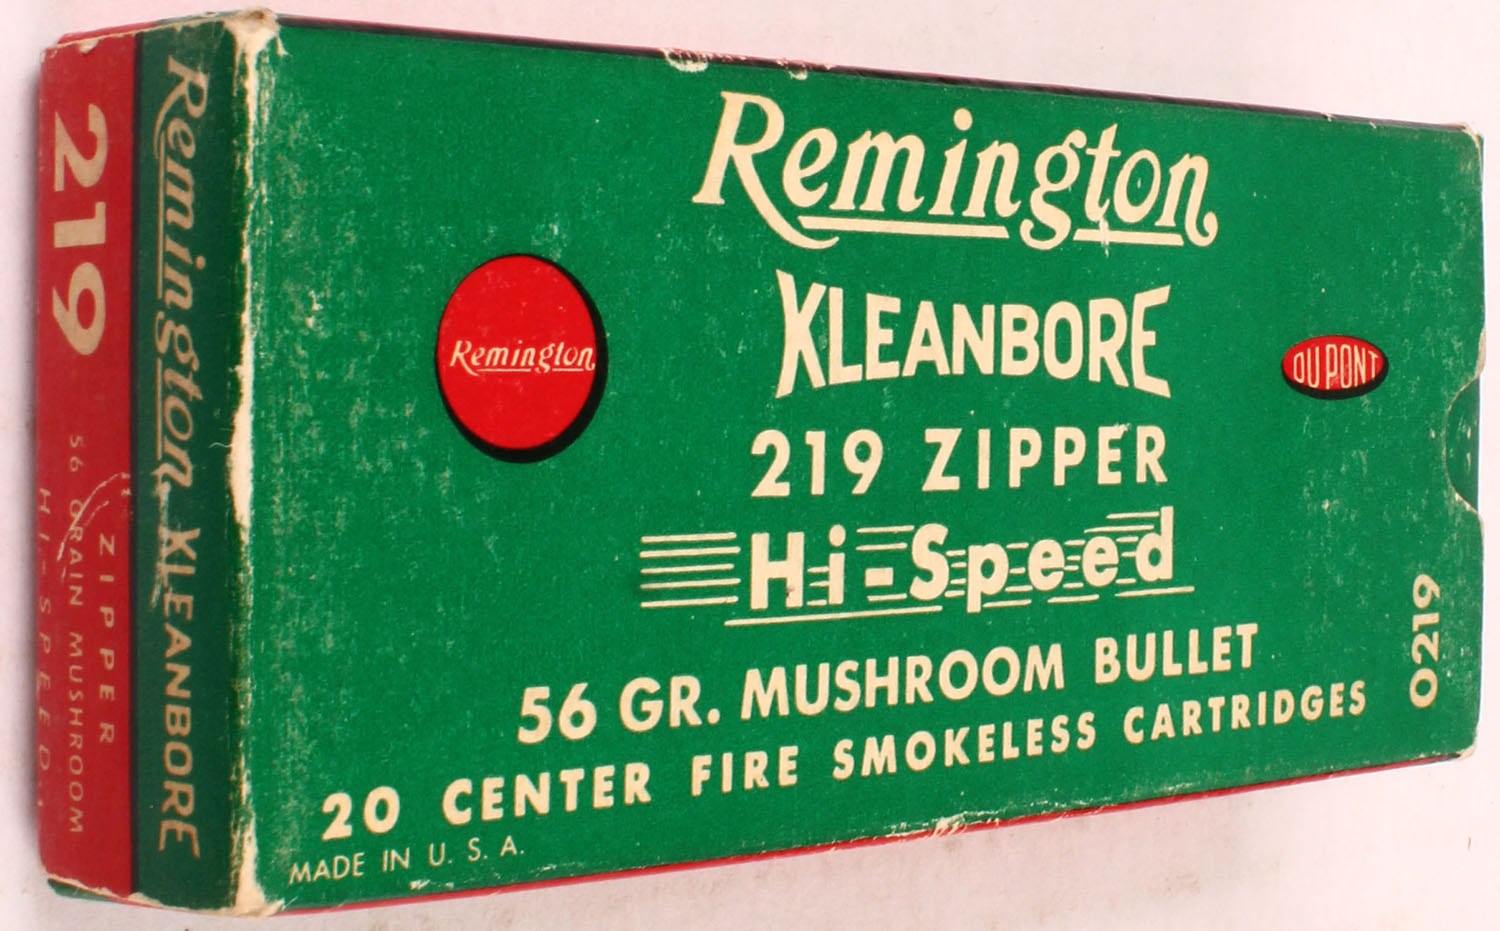 Remington
KLEANBORE
219 ZIPPER
Hi-Speed
56 GR. MUSHROOM BULLET
20 CENTER FIRE SMOKELESS CARTRIDGES
MADE IN U. S. A.
Remington
DU PONT
0219
Remington KLEANBORE
219
ZIPPER
56 GRAIN MUSHROOM
HI-SPEED